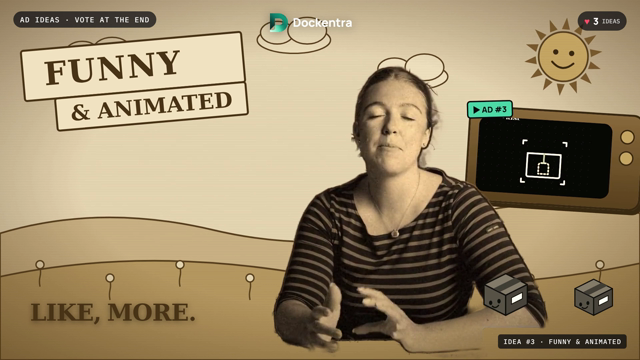 AD IDEAS · VOTE AT THE END
Dockentra
3 IDEAS
FUNNY
& ANIMATED
▶ AD #3
LIKE, MORE.
IDEA #3 · FUNNY & ANIMATED